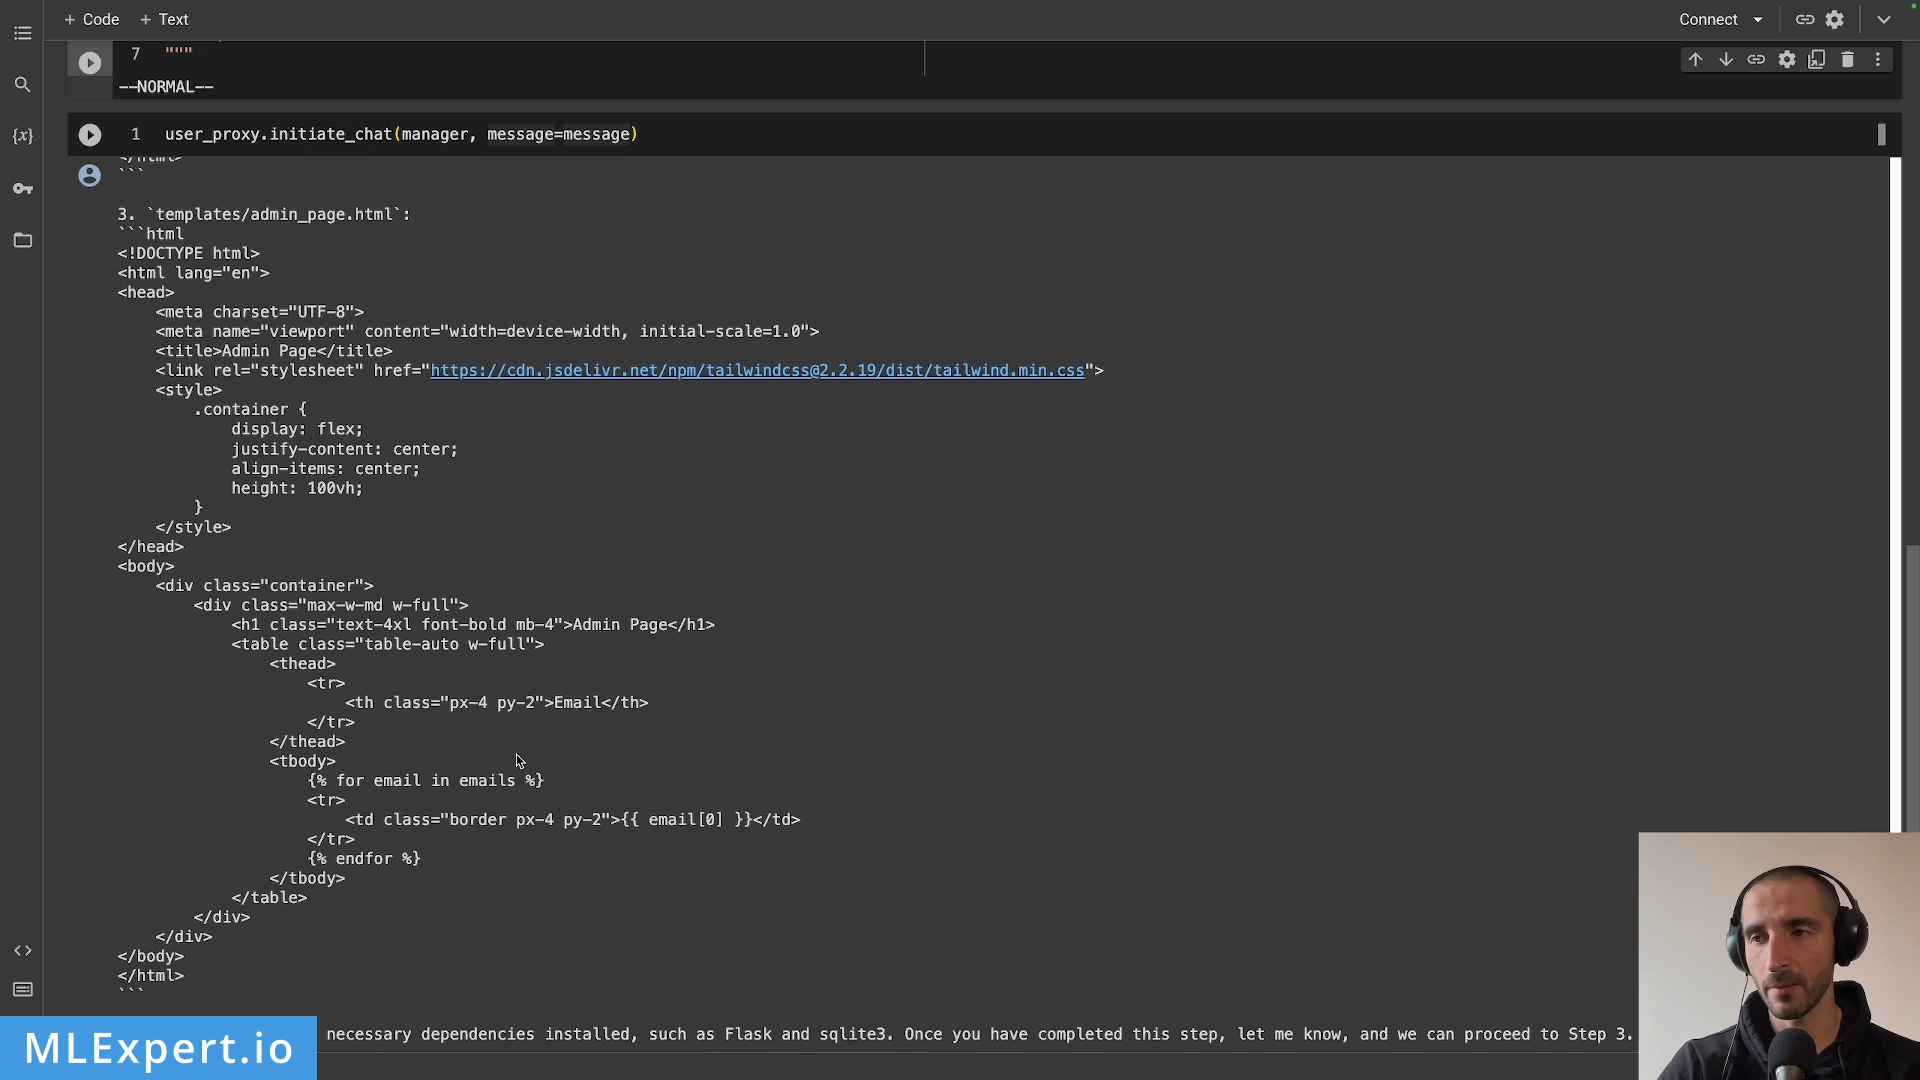 + Code + Text
Connect
7 """
--NORMAL--
1 user_proxy.initiate_chat(manager, message=message)
</html>
```
3. `templates/admin_page.html`:
```html
<!DOCTYPE html>
<html lang="en">
<head>
    <meta charset="UTF-8">
    <meta name="viewport" content="width=device-width, initial-scale=1.0">
    <title>Admin Page</title>
    <link rel="stylesheet" href="https://cdn.jsdelivr.net/npm/tailwindcss@2.2.19/dist/tailwind.min.css">
    <style>
        .container {
            display: flex;
            justify-content: center;
            align-items: center;
            height: 100vh;
        }
    </style>
</head>
<body>
    <div class="container">
        <div class="max-w-md w-full">
            <h1 class="text-4xl font-bold mb-4">Admin Page</h1>
            <table class="table-auto w-full">
                <thead>
                    <tr>
                        <th class="px-4 py-2">Email</th>
                    </tr>
                </thead>
                <tbody>
                    {% for email in emails %}
                    <tr>
                        <td class="border px-4 py-2">{{ email[0] }}</td>
                    </tr>
                    {% endfor %}
                </tbody>
            </table>
        </div>
    </div>
</body>
</html>
```
necessary dependencies installed, such as Flask and sqlite3. Once you have completed this step, let me know, and we can proceed to Step 3.
MLExpert.io